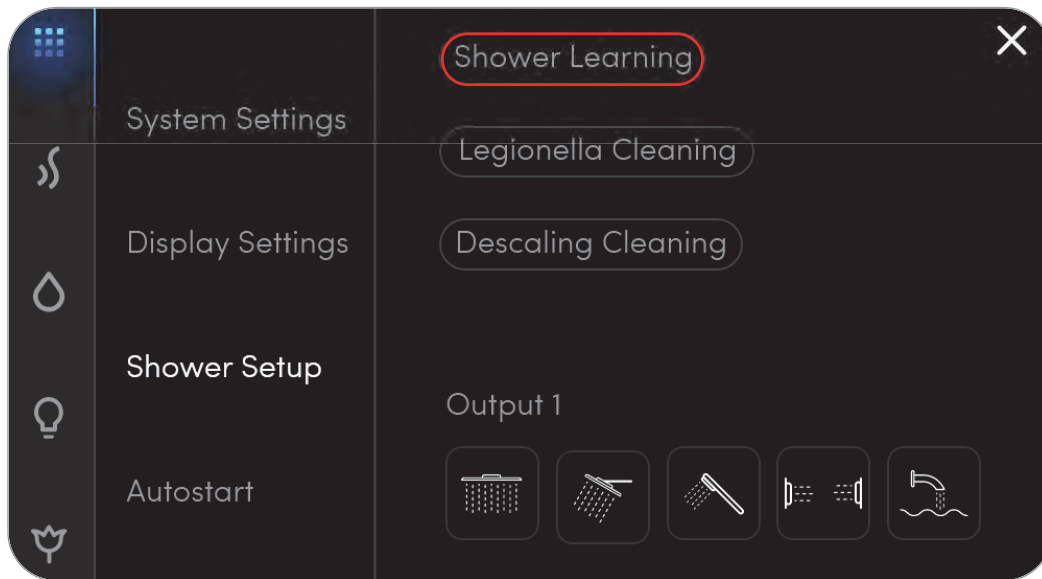 System Settings
Display Settings
Shower Setup
Autostart
Shower Learning
Legionella Cleaning
Descaling Cleaning
Output 1